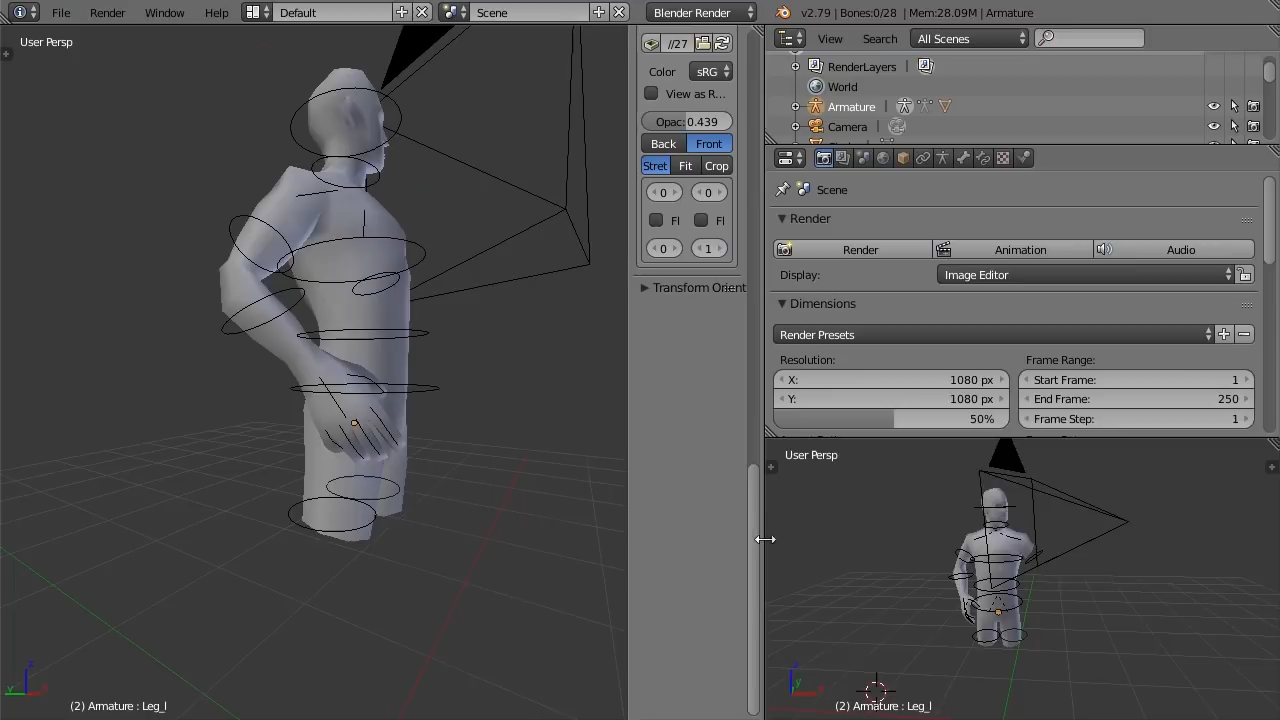 File Render Window Help Default Scene Blender Render v2.79 | Bones:0/28 | Mem:28.09M | Armature
User Persp
//27
Color sRG
View as R...
Opac: 0.439
Back Front
Stret Fit Crop
0 0
Fl Fl
0 1
Transform Orient
View Search All Scenes
RenderLayers |
World
Armature |
Camera |
Scene
Render
Render Animation Audio
Display: Image Editor
Dimensions
Render Presets
Resolution: Frame Range:
X: 1080 px Start Frame: 1
Y: 1080 px End Frame: 250
50% Frame Step: 1
User Persp
z
y x
(2) Armature : Leg_l
z
y
x
(2) Armature : Leg_l